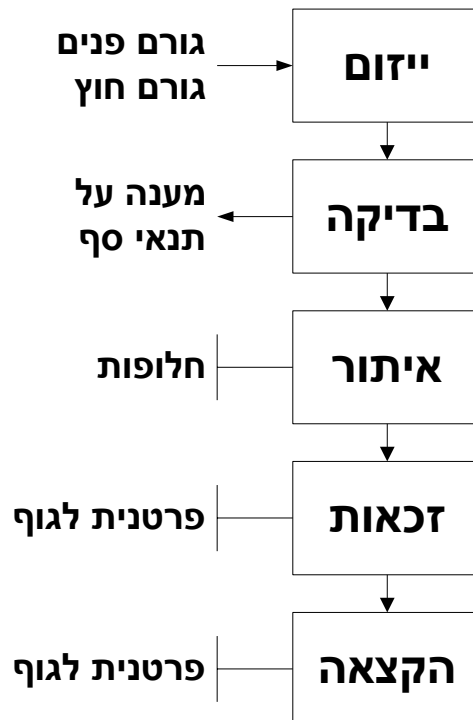 גורם פנים
גורם חוץ
ייזום
מענה על
תנאי סף
בדיקה
חלופות
איתור
פרטנית לגוף
זכאות
פרטנית לגוף
הקצאה